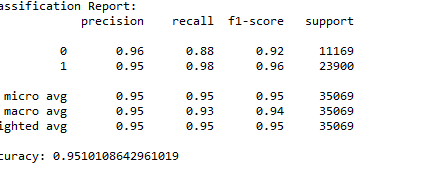 assification Report:
precision recall f1-score support
0 0.96 0.88 0.92 11169
1 0.95 0.98 0.96 23900
micro avg 0.95 0.95 0.95 35069
macro avg 0.95 0.93 0.94 35069
ighted avg 0.95 0.95 0.95 35069
curacy: 0.9510108642961019